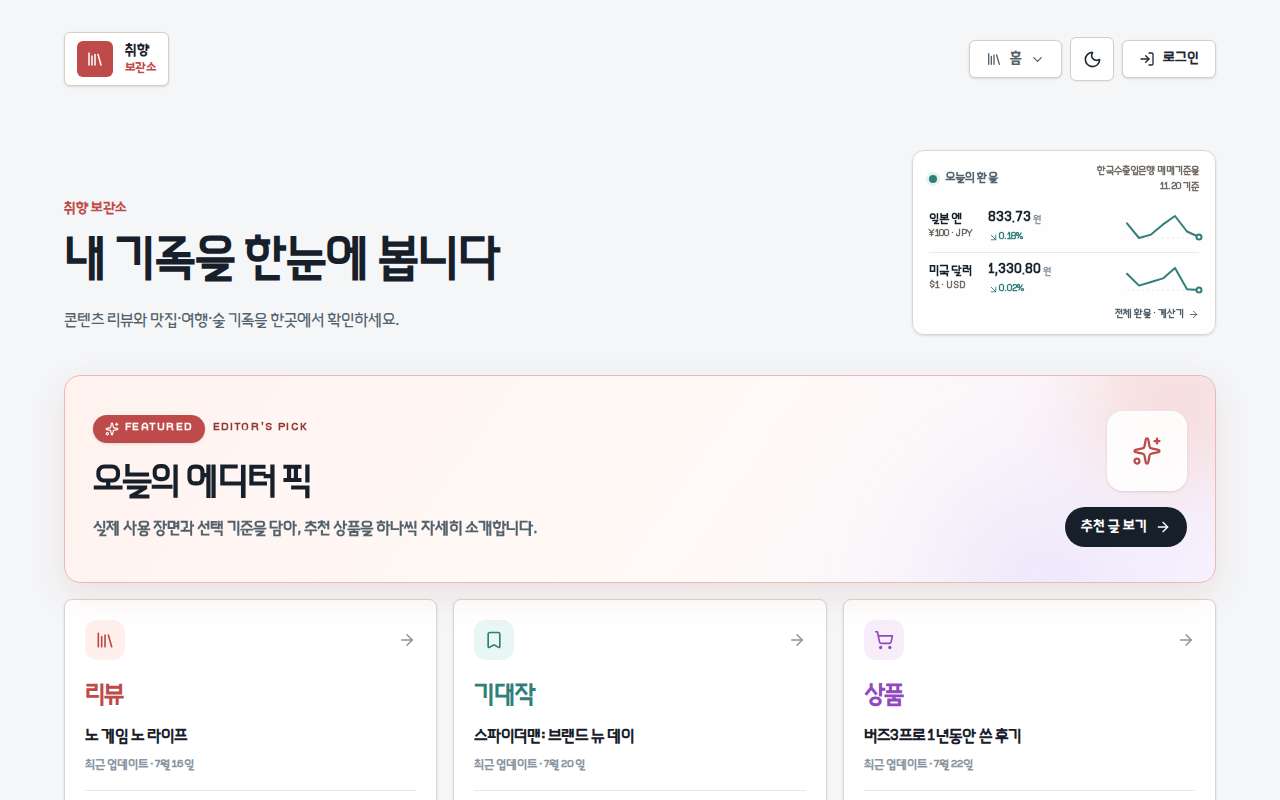 취향
보관소
홈
로그인
오늘의 환율
한국수출입은행 매매기준율
11.20 기준
일본 엔
833.73 원
¥100 · JPY
0.18%
미국 달러
1,330.80 원
$1 · USD
0.02%
전체 환율 · 계산기
취향 보관소
내 기록을 한눈에 봅니다
콘텐츠 리뷰와 맛집·여행·술 기록을 한곳에서 확인하세요.
FEATURED
EDITOR'S PICK
오늘의 에디터 픽
실제 사용 장면과 선택 기준을 담아, 추천 상품을 하나씩 자세히 소개합니다.
추천 글 보기
리뷰
노 게임 노 라이프
최근 업데이트 · 7월 16일
기대작
스파이더맨: 브랜드 뉴 데이
최근 업데이트 · 7월 20일
상품
버즈3프로 1년동안 쓴 후기
최근 업데이트 · 7월 22일